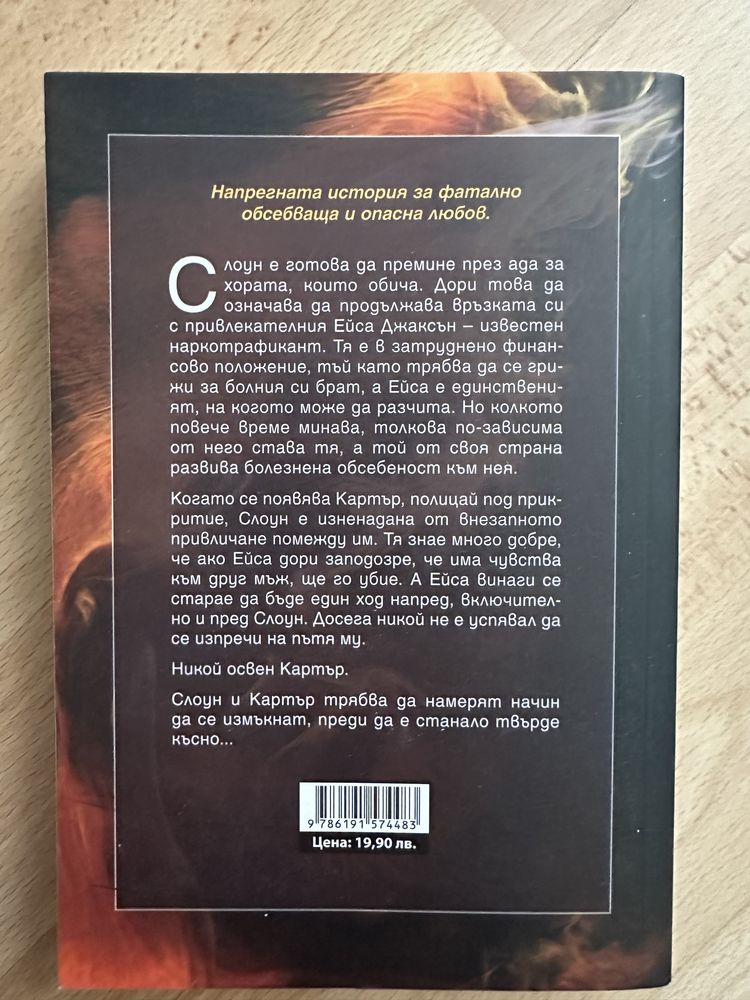 Напрегната история за фатално
обсебваща и опасна любов.
Слоун е готова да премине през ада за
хората, които обича. Дори това да
означава да продължава връзката си
с привлекателния Ейса Джаксън – известен
наркотрафикант. Тя е в затруднено финан-
сово положение, тъй като трябва да се гри-
жи за болния си брат, а Ейса е единствени-
ят, на когото може да разчита. Но колкото
повече време минава, толкова по-зависима
от него става тя, а той от своя страна
развива болезнена обсебеност към нея.
Когато се появява Картър, полицай под прик-
ритие, Слоун е изненадана от внезапното
привличане помежду им. Тя знае много добре,
че ако Ейса дори заподозре, че има чувства
към друг мъж, ще го убие. А Ейса винаги се
старае да бъде един ход напред, включител-
но и пред Слоун. Досега никой не е успявал да
се изпречи на пътя му.
Никой освен Картър.
Слоун и Картър трябва да намерят начин
да се измъкнат, преди да е станало твърде
късно...
9 786191 574483
Цена: 19,90 лв.